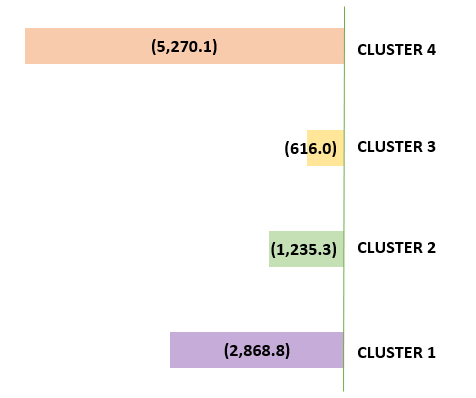 (5,270.1) CLUSTER 4
(616.0) CLUSTER 3
(1,235.3) CLUSTER 2
(2,868.8) CLUSTER 1